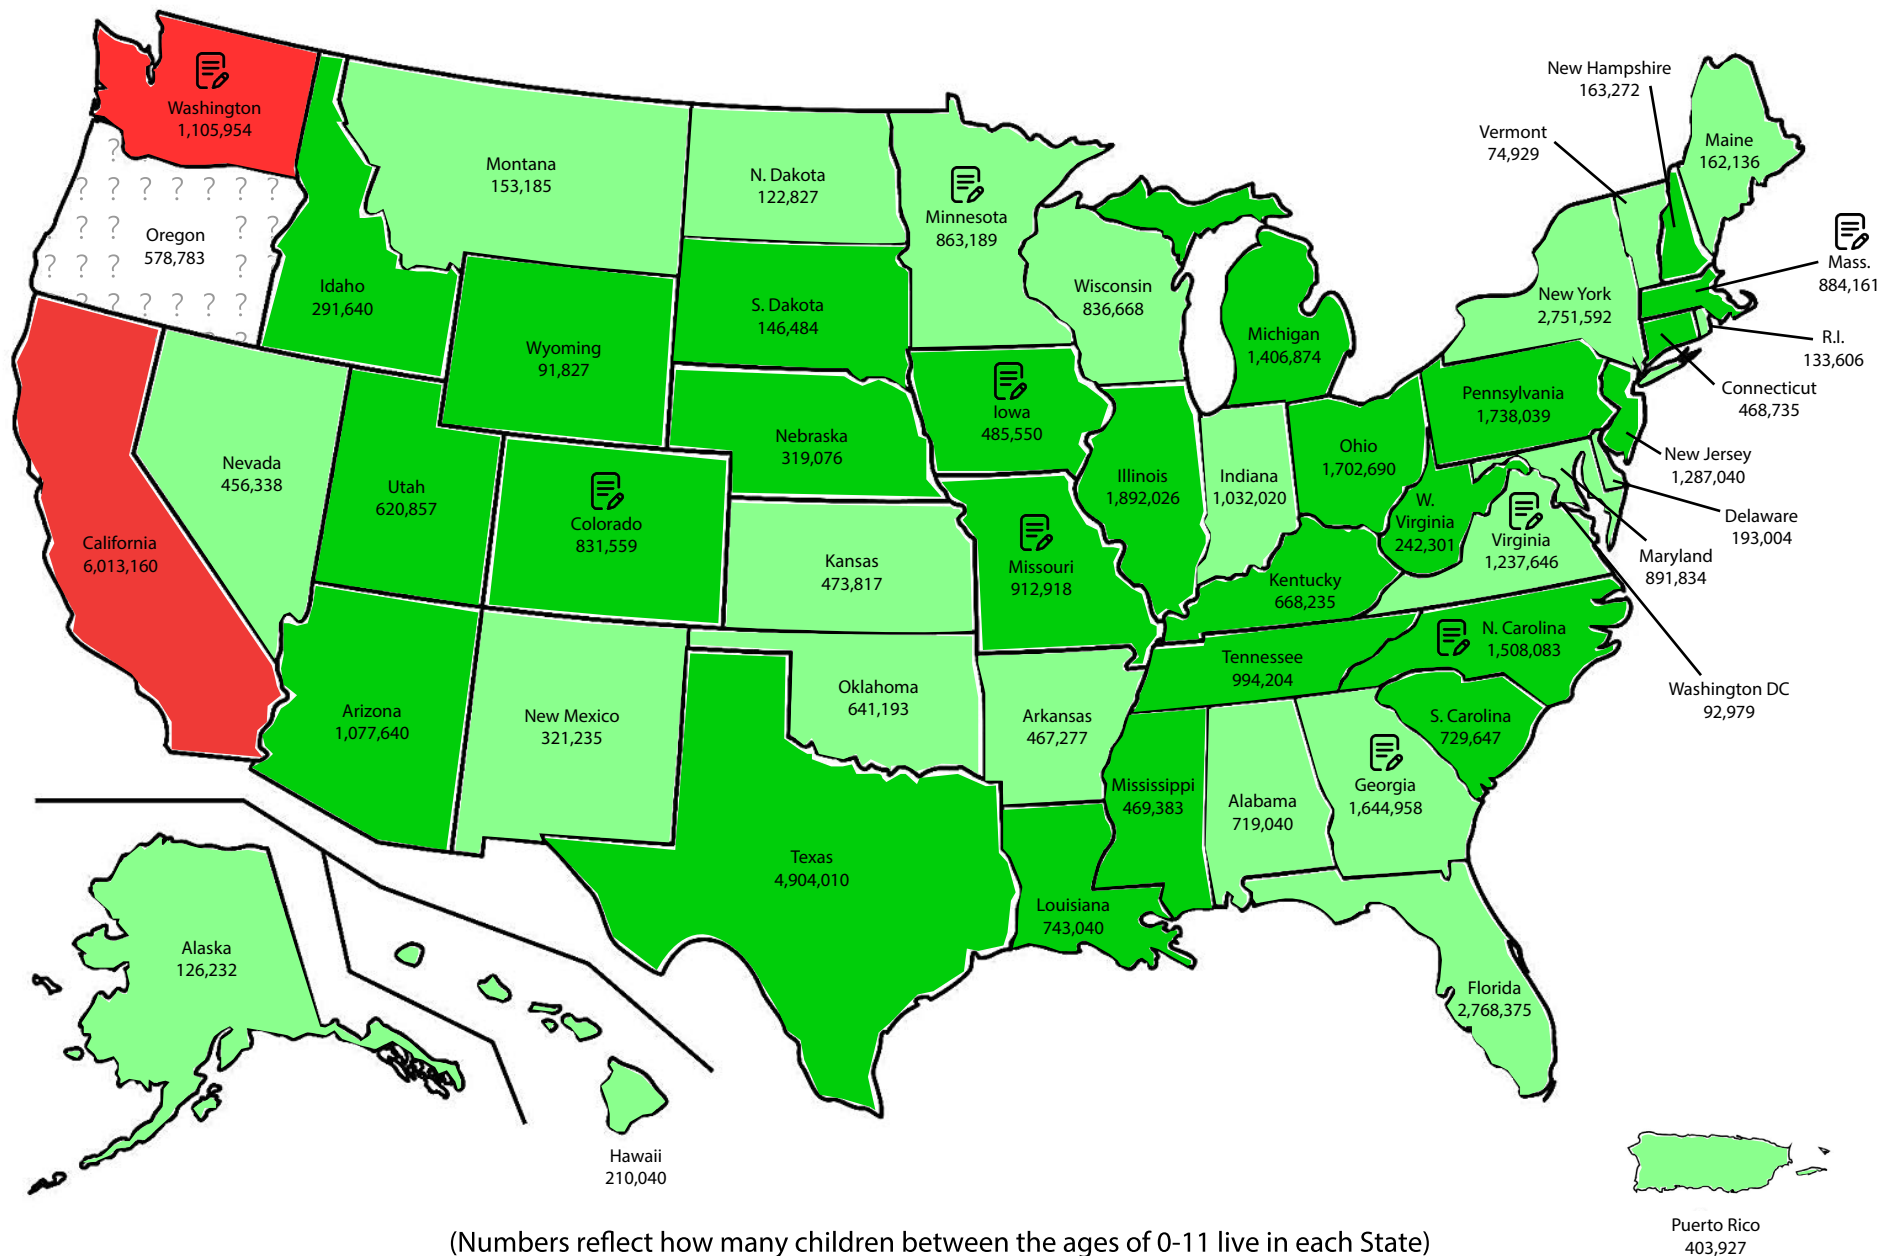 Washington
1,105,954
Oregon
578,783
California
6,013,160
Idaho
291,640
Nevada
456,338
Montana
153,185
Wyoming
91,827
Utah
620,857
Arizona
1,077,640
Colorado
831,559
New Mexico
321,235
N. Dakota
122,827
S. Dakota
146,484
Nebraska
319,076
Kansas
473,817
Oklahoma
641,193
Texas
4,904,010
Minnesota
863,189
Iowa
485,550
Missouri
912,918
Arkansas
467,277
Louisiana
743,040
Wisconsin
836,668
Illinois
1,892,026
Michigan
1,406,874
Indiana
1,032,020
Ohio
1,702,690
Kentucky
668,235
Tennessee
994,204
Mississippi
469,383
Alabama
719,040
Georgia
1,644,958
Florida
2,768,375
S. Carolina
729,647
N. Carolina
1,508,083
Virginia
1,237,646
W.
Virginia
242,301
Pennsylvania
1,738,039
New York
2,751,592
Vermont
74,929
New Hampshire
163,272
Maine
162,136
Mass.
884,161
R.I.
133,606
Connecticut
468,735
New Jersey
1,287,040
Delaware
193,004
Maryland
891,834
Washington DC
92,979
Alaska
126,232
Hawaii
210,040
Puerto Rico
403,927
(Numbers reflect how many children between the ages of 0-11 live in each State)